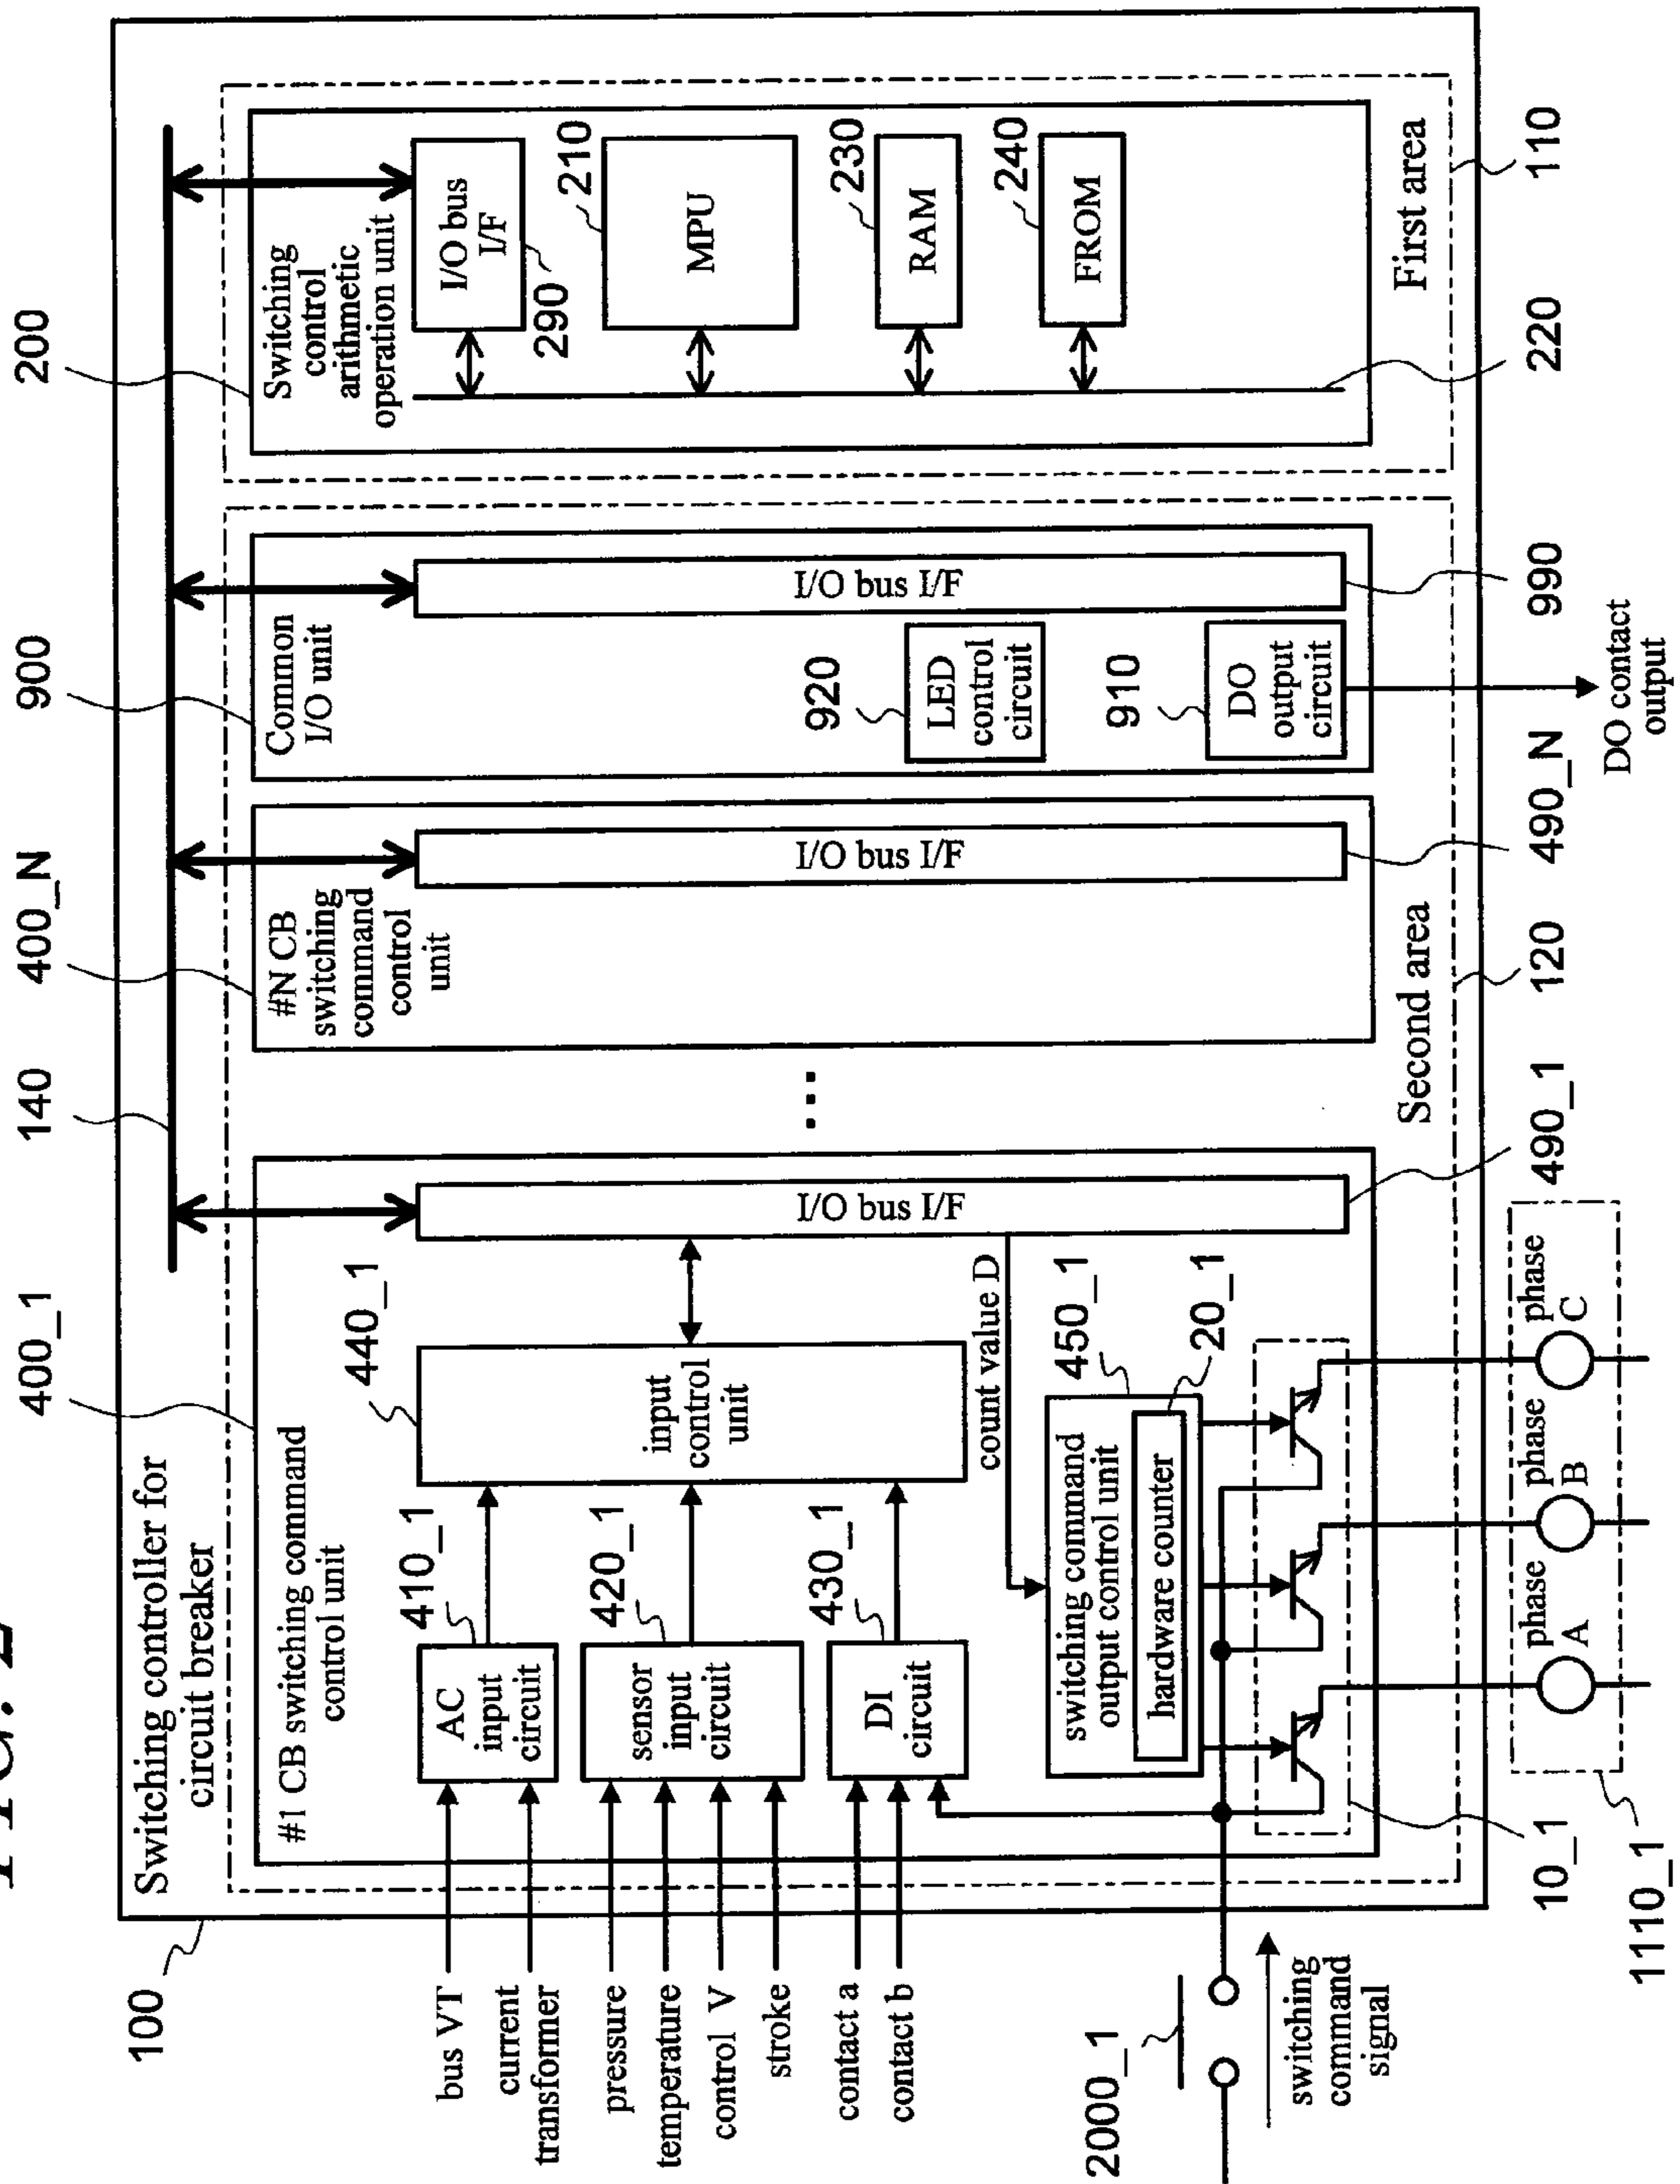 FIG. 2
100
Switching controller for
circuit breaker
400_1
140
400_N
900
200
#1 CB switching command
control unit
bus VT
current
transformer
pressure
temperature
control V
stroke
contact a
contact b
410_1
AC
input
circuit
420_1
sensor
input
circuit
430_1
DI
circuit
440_1
input
control
unit
I/O bus I/F
count value D
450_1
switching command
output control unit
hardware counter
20_1
...
#N CB
switching
command
control
unit
I/O bus I/F
Common
I/O unit
I/O bus I/F
920
LED
control
circuit
910
DO
output
circuit
Switching
control
arithmetic
operation unit
I/O bus
I/F
290
210
MPU
230
RAM
240
FROM
Second area
First area
2000_1
switching
command
signal
10_1
1110_1
phase
A
phase
B
phase
C
490_1
120
490_N
990
220
110
DO contact
output